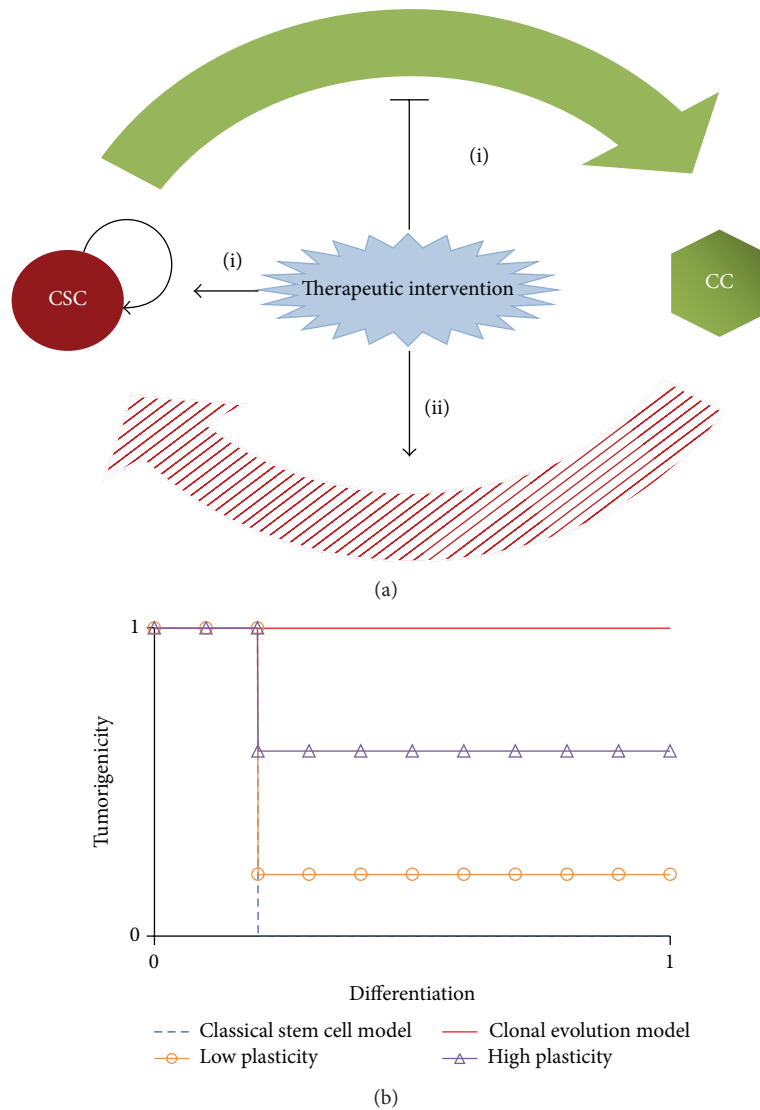 (i)
(i)
CSC
Therapeutic intervention
CC
(ii)
(a)
1
Tumorigenicity
0
0
1
Differentiation
Classical stem cell model
Clonal evolution model
Low plasticity
High plasticity
(b)